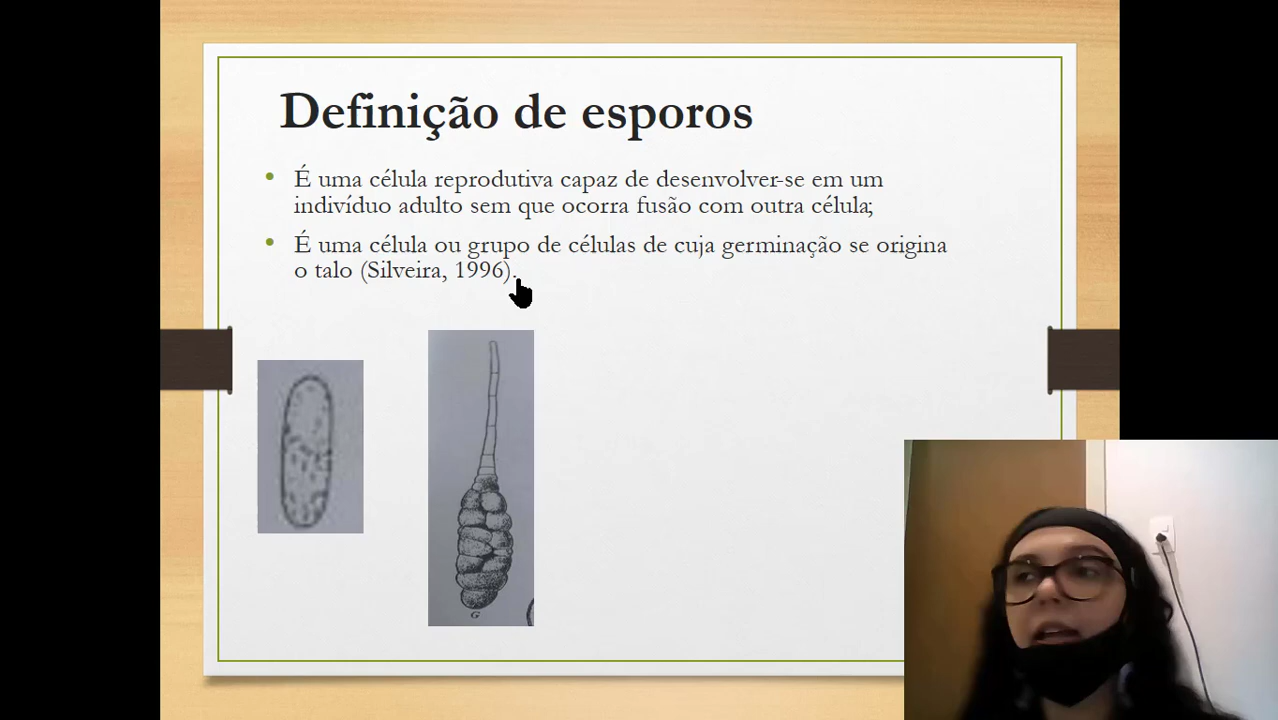 Definição de esporos
• É uma célula reprodutiva capaz de desenvolver-se em um
indivíduo adulto sem que ocorra fusão com outra célula;
• É uma célula ou grupo de células de cuja germinação se origina
o talo (Silveira, 1996).
G